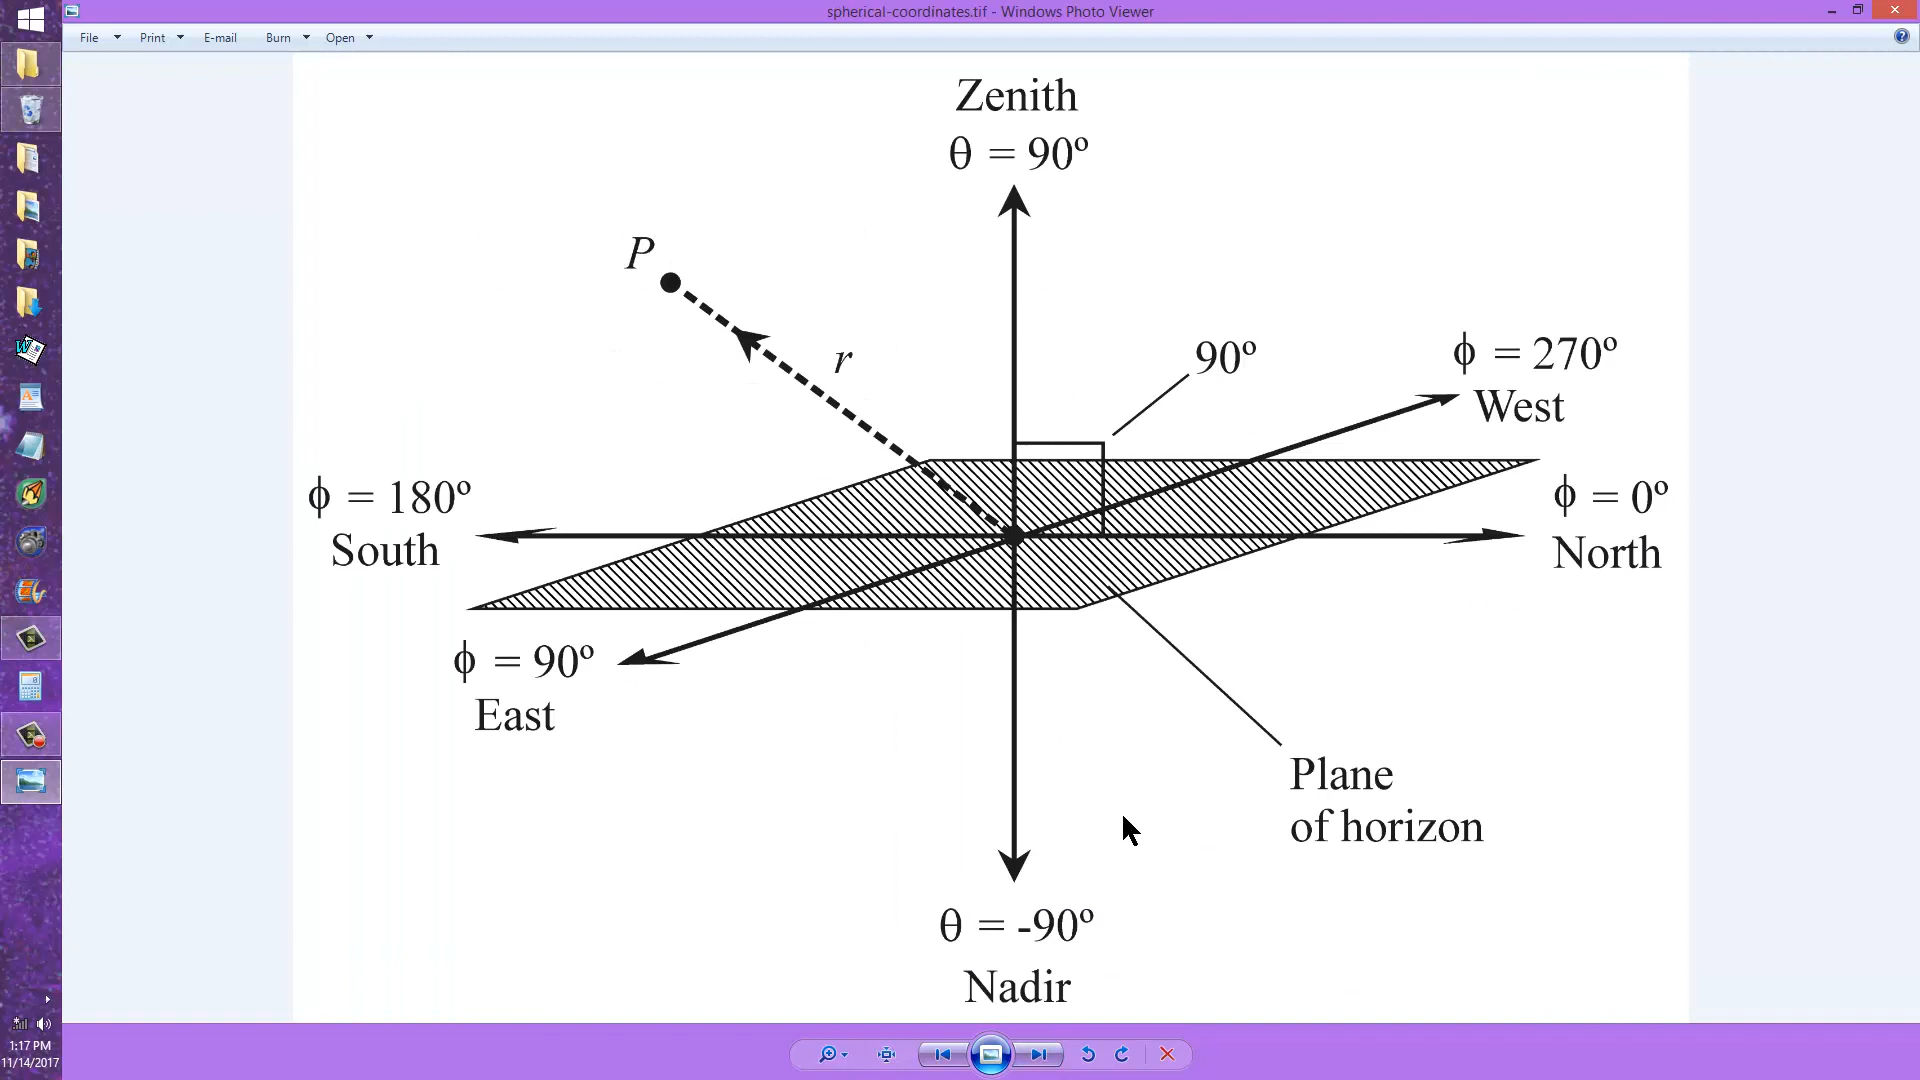 spherical-coordinates.tif - Windows Photo Viewer
File Print E-mail Burn Open
Zenith
θ = 90º
P
r
90º
ϕ = 270º
West
ϕ = 180º
South
ϕ = 0º
North
ϕ = 90º
East
Plane
of horizon
θ = -90º
Nadir
1:17 PM
11/14/2017